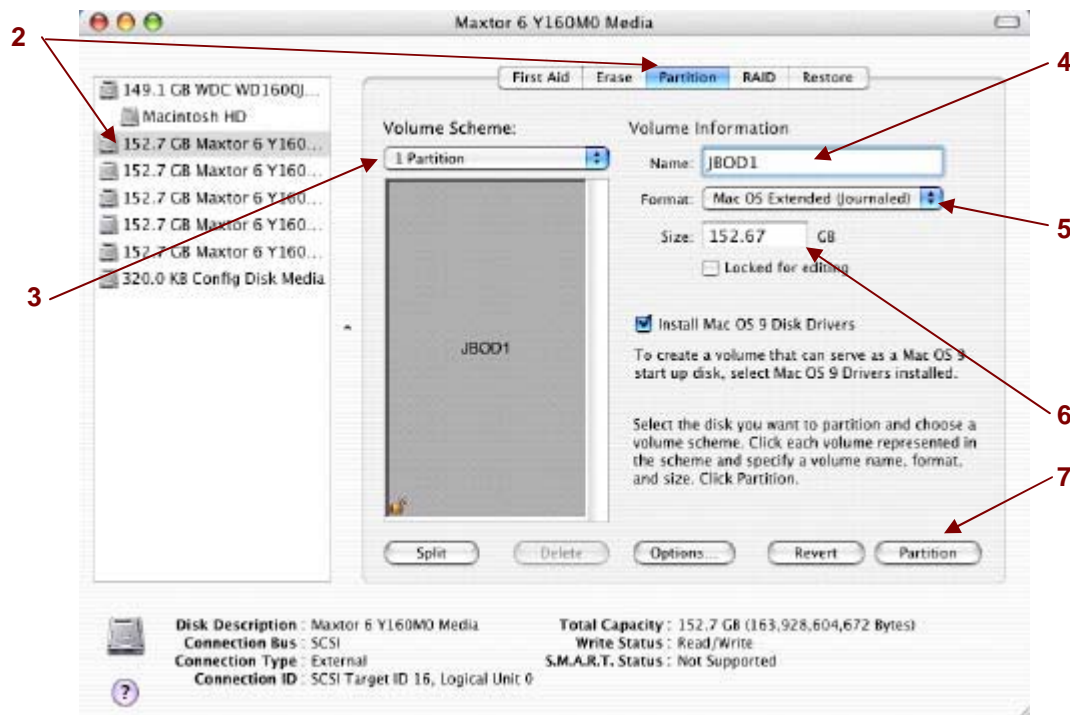 Maxtor 6 Y160M0 Media
2
First Aid Erase Partition RAID Restore
4
149.1 GB WDC WD1600J...
Macintosh HD
152.7 GB Maxtor 6 Y160...
152.7 GB Maxtor 6 Y160...
152.7 GB Maxtor 6 Y160...
152.7 GB Maxtor 6 Y160...
152.7 GB Maxtor 6 Y160...
320.0 KB Config Disk Media
3
Volume Scheme:
1 Partition
JBOD1
Volume Information
Name: JBOD1
Format: Mac OS Extended (Journaled)
5
Size: 152.67 GB
Locked for editing
Install Mac OS 9 Disk Drivers
To create a volume that can serve as a Mac OS 9
start up disk, select Mac OS 9 Drivers installed.
6
Select the disk you want to partition and choose a
volume scheme. Click each volume represented in
the scheme and specify a volume name, format,
and size. Click Partition.
7
Split Delete Options... Revert Partition
Disk Description : Maxtor 6 Y160M0 Media
Connection Bus : SCSI
Connection Type : External
Connection ID : SCSI Target ID 16, Logical Unit 0
Total Capacity : 152.7 GB (163,928,604,672 Bytes)
Write Status : Read/Write
S.M.A.R.T. Status : Not Supported
?